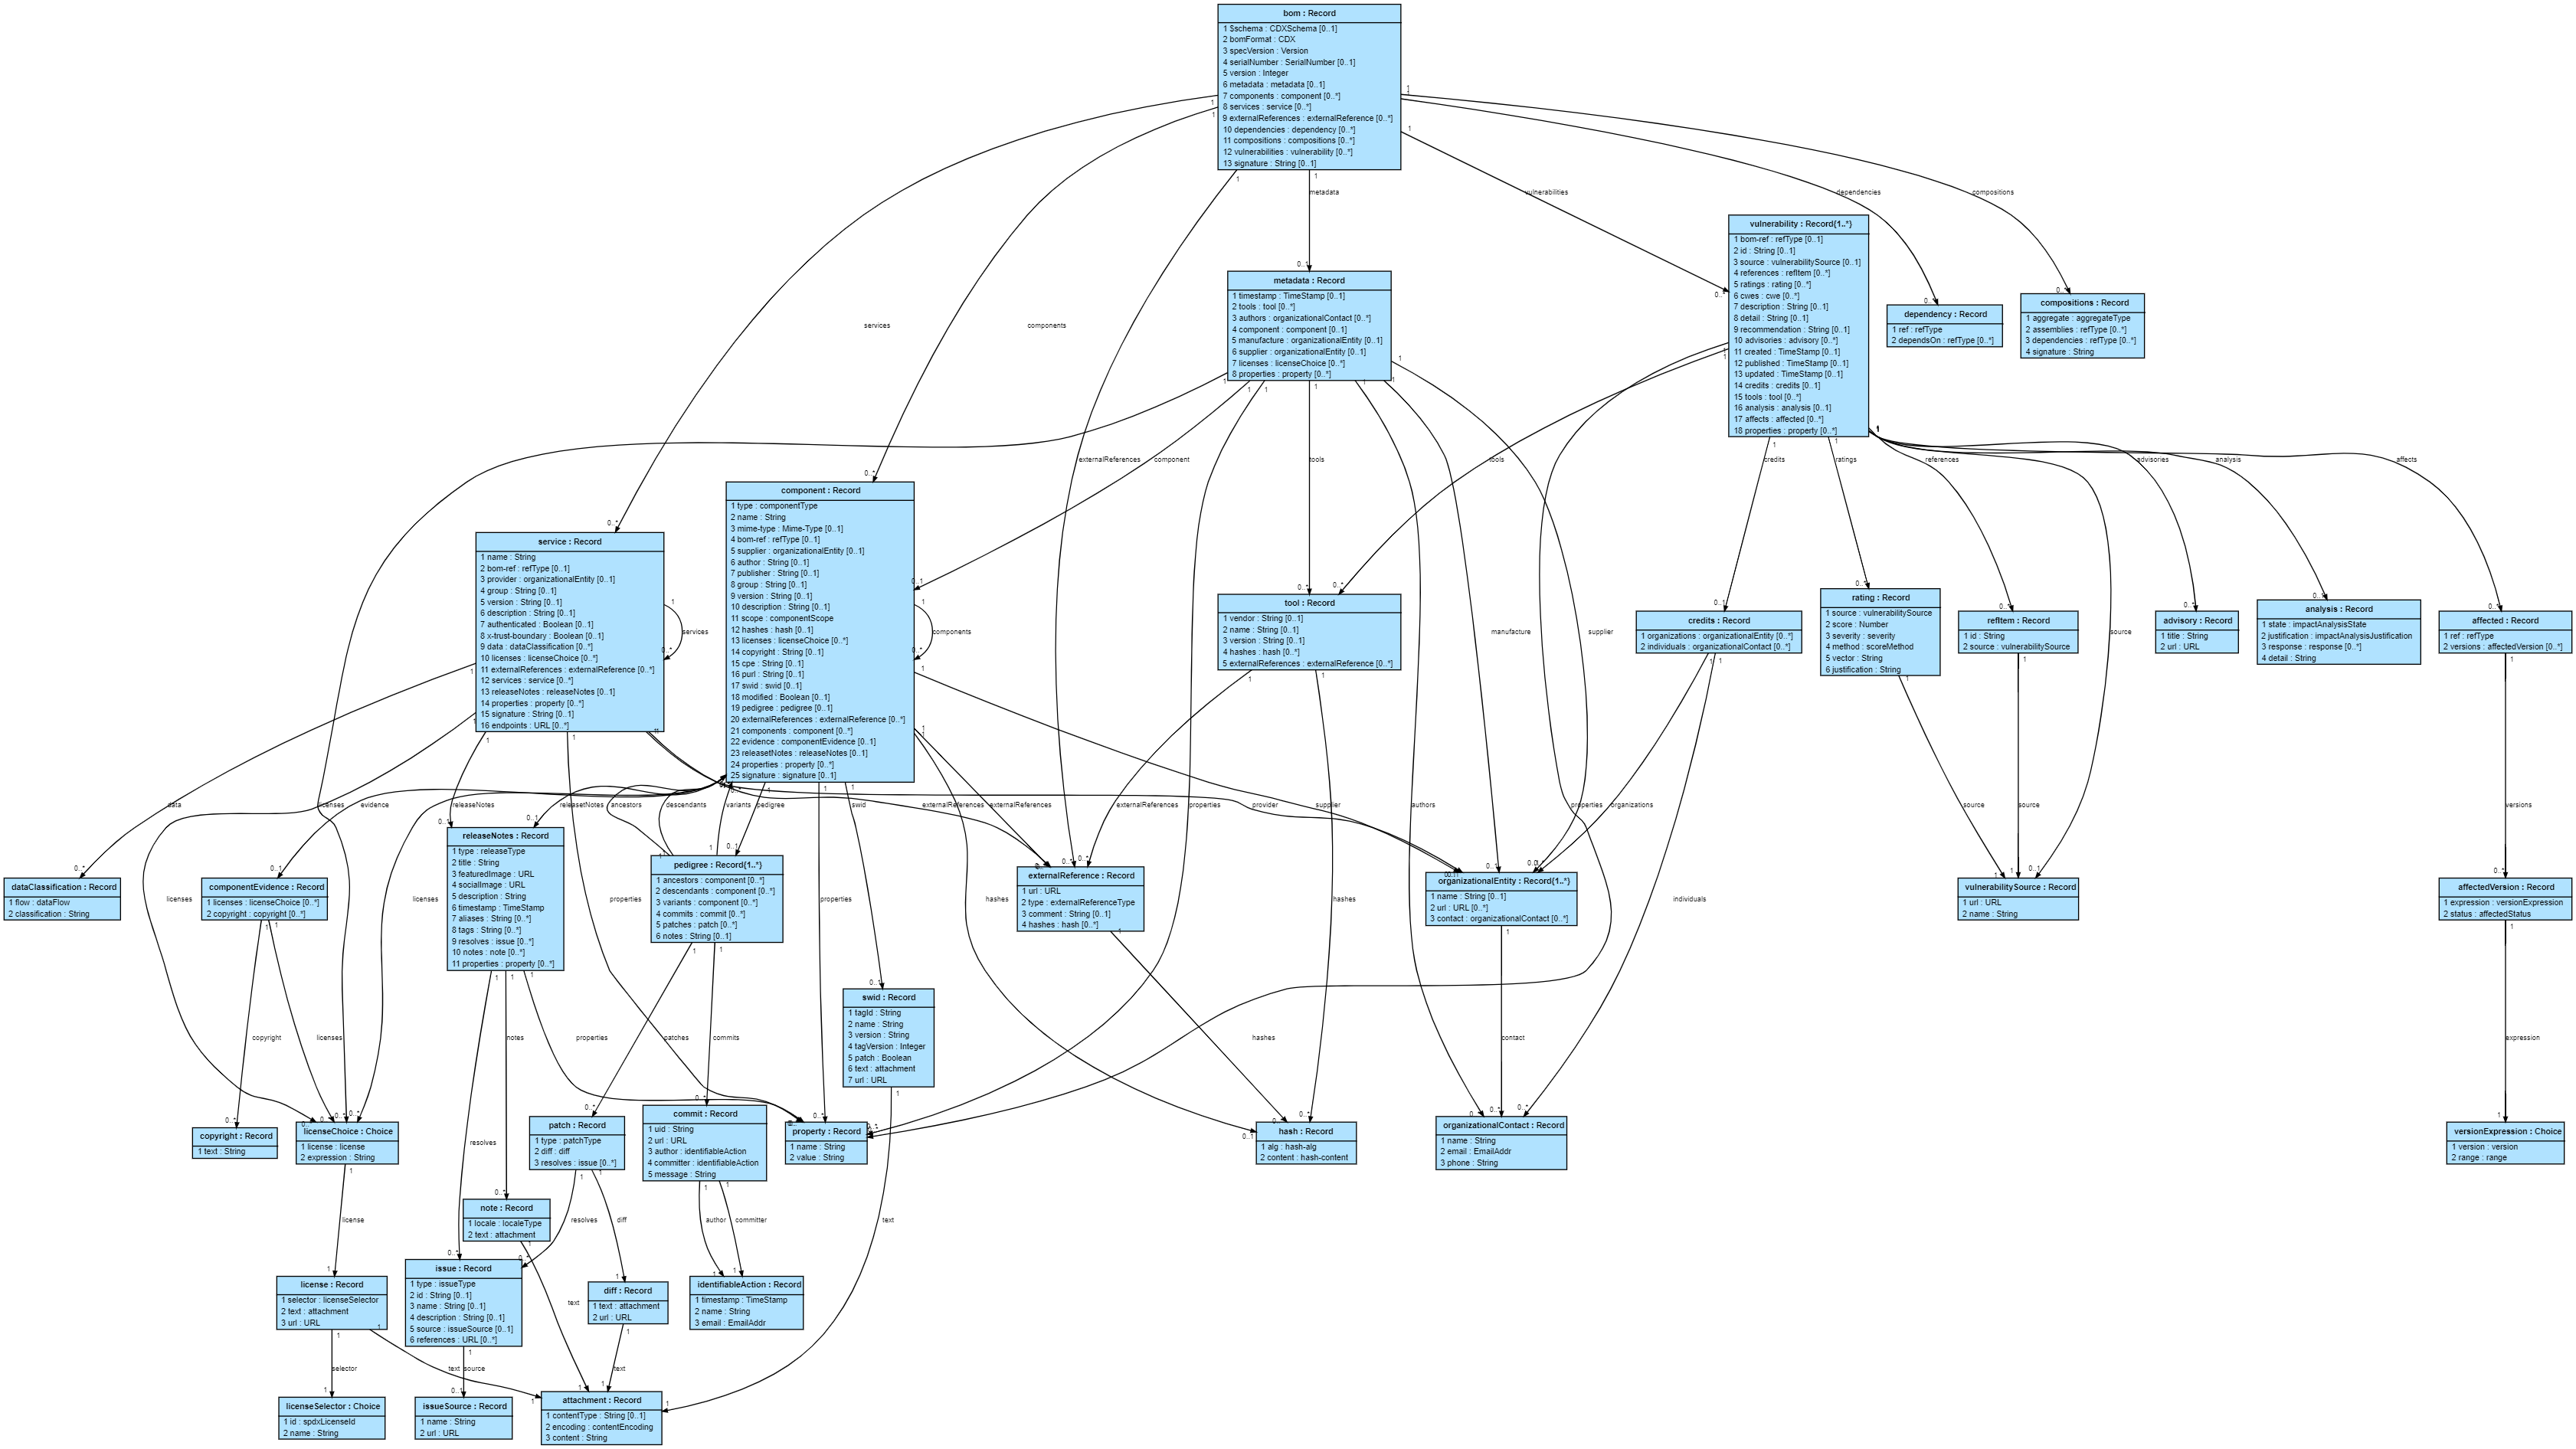 bom : Record
1 $schema : CDXSchema [0..1]
2 bomFormat : CDX
3 specVersion : Version
4 serialNumber : SerialNumber [0..1]
5 version : Integer
6 metadata : metadata [0..1]
7 components : component [0..*]
8 services : service [0..*]
9 externalReferences : externalReference [0..*]
10 dependencies : dependency [0..*]
11 compositions : compositions [0..*]
12 vulnerabilities : vulnerability [0..*]
13 signature : String [0..1]
metadata
vulnerabilities
dependencies
compositions
services
components
vulnerability : Record{1..*}
1 bom-ref : refType [0..1]
2 id : String [0..1]
3 source : vulnerabilitySource [0..1]
4 references : refItem [0..*]
5 ratings : rating [0..*]
6 cwes : cwe [0..*]
7 description : String [0..1]
8 detail : String [0..1]
9 recommendation : String [0..1]
10 advisories : advisory [0..*]
11 created : TimeStamp [0..1]
12 published : TimeStamp [0..1]
13 updated : TimeStamp [0..1]
14 credits : credits [0..1]
15 tools : tool [0..*]
16 analysis : analysis [0..1]
17 affects : affected [0..*]
18 properties : property [0..*]
metadata : Record
1 timestamp : TimeStamp [0..1]
2 tools : tool [0..*]
3 authors : organizationalContact [0..*]
4 component : component [0..1]
5 manufacture : organizationalEntity [0..1]
6 supplier : organizationalEntity [0..1]
7 licenses : licenseChoice [0..*]
8 properties : property [0..*]
dependency : Record
1 ref : refType
2 dependsOn : refType [0..*]
compositions : Record
1 aggregate : aggregateType
2 assemblies : refType [0..*]
3 dependencies : refType [0..*]
4 signature : String
externalReferences
component
tools
tools
credits
ratings
references
advisories
analysis
affects
component : Record
1 type : componentType
2 name : String
3 mime-type : Mime-Type [0..1]
4 bom-ref : refType [0..1]
5 supplier : organizationalEntity [0..1]
6 author : String [0..1]
7 publisher : String [0..1]
8 group : String [0..1]
9 version : String [0..1]
10 description : String [0..1]
11 scope : componentScope
12 hashes : hash [0..1]
13 licenses : licenseChoice [0..*]
14 copyright : String [0..1]
15 cpe : String [0..1]
16 purl : String [0..1]
17 swid : swid [0..1]
18 modified : Boolean [0..1]
19 pedigree : pedigree [0..1]
20 externalReferences : externalReference [0..*]
21 components : component [0..*]
22 evidence : componentEvidence [0..1]
23 releasetNotes : releaseNotes [0..1]
24 properties : property [0..*]
25 signature : signature [0..1]
service : Record
1 name : String
2 bom-ref : refType [0..1]
3 provider : organizationalEntity [0..1]
4 group : String [0..1]
5 version : String [0..1]
6 description : String [0..1]
7 authenticated : Boolean [0..1]
8 x-trust-boundary : Boolean [0..1]
9 data : dataClassification [0..*]
10 licenses : licenseChoice [0..*]
11 externalReferences : externalReference [0..*]
12 services : service [0..*]
13 releaseNotes : releaseNotes [0..1]
14 properties : property [0..*]
15 signature : String [0..1]
16 endpoints : URL [0..*]
services
components
manufacture
supplier
source
tool : Record
1 vendor : String [0..1]
2 name : String [0..1]
3 version : String [0..1]
4 hashes : hash [0..*]
5 externalReferences : externalReference [0..*]
credits : Record
1 organizations : organizationalEntity [0..*]
2 individuals : organizationalContact [0..*]
rating : Record
1 source : vulnerabilitySource
2 score : Number
3 severity : severity
4 method : scoreMethod
5 vector : String
6 justification : String
refItem : Record
1 id : String
2 source : vulnerabilitySource
advisory : Record
1 title : String
2 url : URL
analysis : Record
1 state : impactAnalysisState
2 justification : impactAnalysisJustification
3 response : response [0..*]
4 detail : String
affected : Record
1 ref : refType
2 versions : affectedVersion [0..*]
data
licenses
evidence
releaseNotes
releasetNotes
ancestors
descendants
variants
pedigree
properties
swid
externalReferences
externalReferences
externalReferences
properties
provider
supplier
authors
properties
organizations
source
source
versions
releaseNotes : Record
1 type : releaseType
2 title : String
3 featuredImage : URL
4 socialImage : URL
5 description : String
6 timestamp : TimeStamp
7 aliases : String [0..*]
8 tags : String [0..*]
9 resolves : issue [0..*]
10 notes : note [0..*]
11 properties : property [0..*]
pedigree : Record{1..*}
1 ancestors : component [0..*]
2 descendants : component [0..*]
3 variants : component [0..*]
4 commits : commit [0..*]
5 patches : patch [0..*]
6 notes : String [0..1]
dataClassification : Record
1 flow : dataFlow
2 classification : String
componentEvidence : Record
1 licenses : licenseChoice [0..*]
2 copyright : copyright [0..*]
externalReference : Record
1 url : URL
2 type : externalReferenceType
3 comment : String [0..1]
4 hashes : hash [0..*]
organizationalEntity : Record{1..*}
1 name : String [0..1]
2 url : URL [0..*]
3 contact : organizationalContact [0..*]
vulnerabilitySource : Record
1 url : URL
2 name : String
affectedVersion : Record
1 expression : versionExpression
2 status : affectedStatus
licenses
licenses
properties
hashes
hashes
individuals
swid : Record
1 tagId : String
2 name : String
3 version : String
4 tagVersion : Integer
5 patch : Boolean
6 text : attachment
7 url : URL
copyright
licenses
notes
properties
patches
commits
hashes
contact
expression
copyright : Record
1 text : String
licenseChoice : Choice
1 license : license
2 expression : String
patch : Record
1 type : patchType
2 diff : diff
3 resolves : issue [0..*]
commit : Record
1 uid : String
2 url : URL
3 author : identifiableAction
4 committer : identifiableAction
5 message : String
property : Record
1 name : String
2 value : String
hash : Record
1 alg : hash-alg
2 content : hash-content
organizationalContact : Record
1 name : String
2 email : EmailAddr
3 phone : String
versionExpression : Choice
1 version : version
2 range : range
resolves
note : Record
1 locale : localeType
2 text : attachment
license
resolves
diff
author
committer
text
license : Record
1 selector : licenseSelector
2 text : attachment
3 url : URL
issue : Record
1 type : issueType
2 id : String [0..1]
3 name : String [0..1]
4 description : String [0..1]
5 source : issueSource [0..1]
6 references : URL [0..*]
diff : Record
1 text : attachment
2 url : URL
identifiableAction : Record
1 timestamp : TimeStamp
2 name : String
3 email : EmailAddr
text
selector
text
source
text
licenseSelector : Choice
1 id : spdxLicenseId
2 name : String
issueSource : Record
1 name : String
2 url : URL
attachment : Record
1 contentType : String [0..1]
2 encoding : contentEncoding
3 content : String